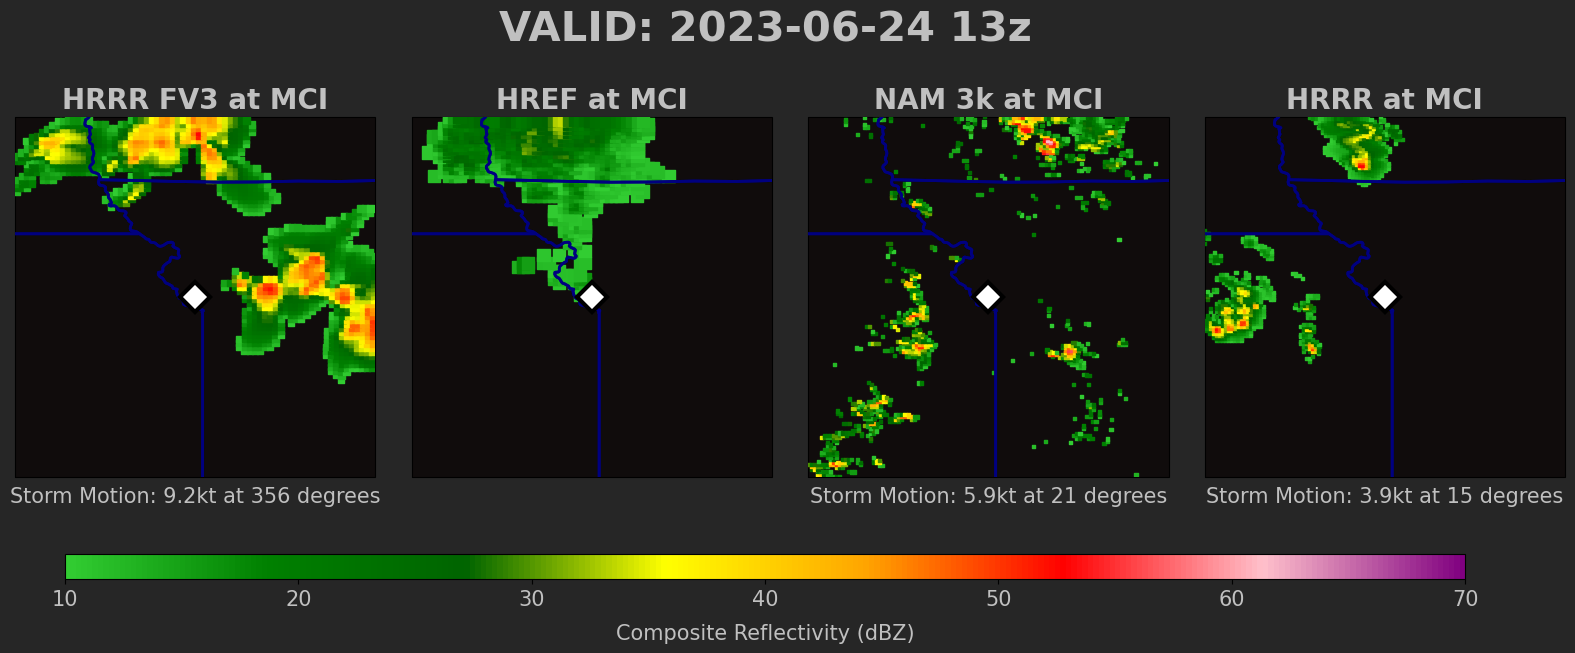 VALID: 2023-06-24 13z
HRRR FV3 at MCI
HREF at MCI
NAM 3k at MCI
HRRR at MCI
Storm Motion: 9.2kt at 356 degrees
Storm Motion: 5.9kt at 21 degrees
Storm Motion: 3.9kt at 15 degrees
10 20 30 40 50 60 70
Composite Reflectivity (dBZ)